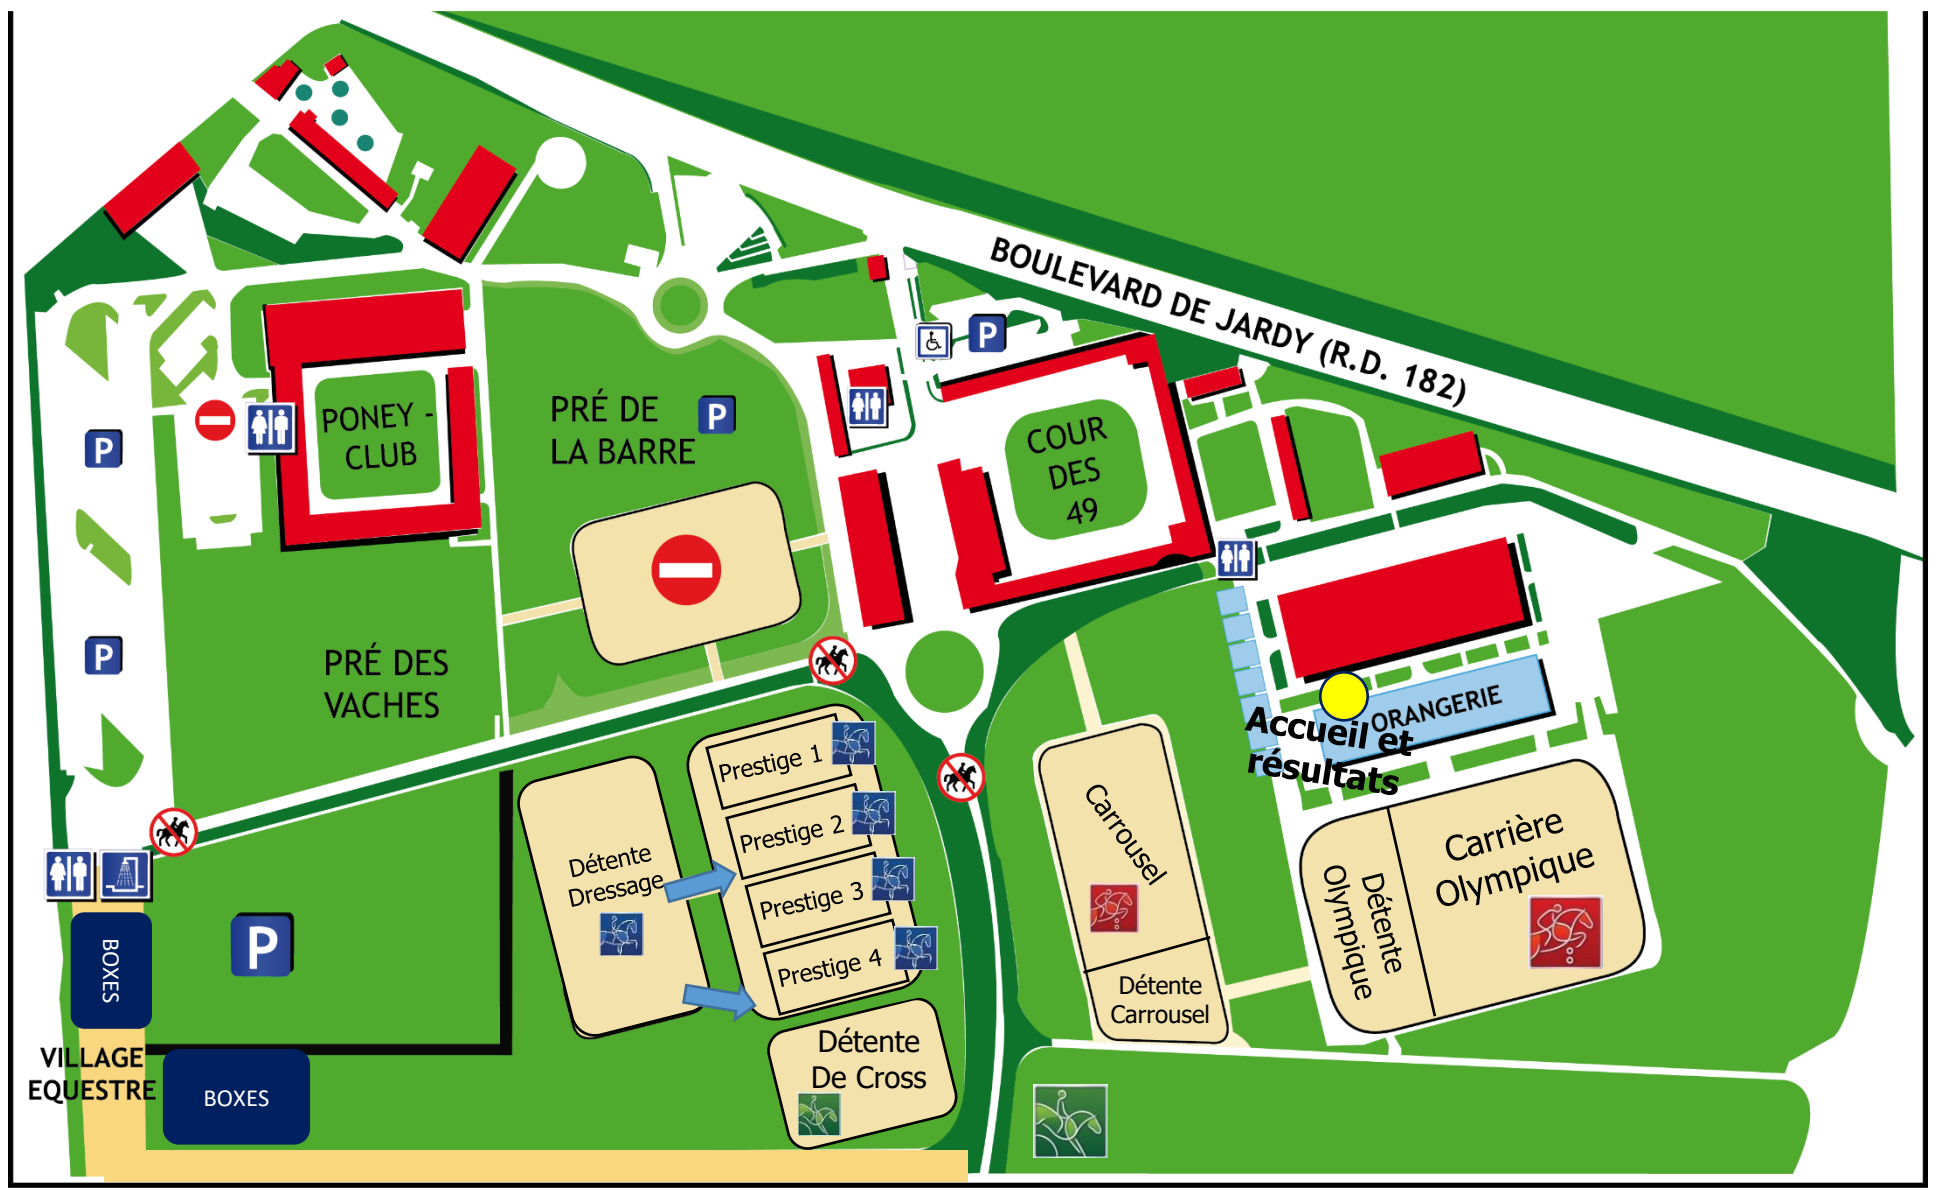 BOULEVARD DE JARDY (R.D. 182)
P
PONEY -
CLUB
PRÉ DE
LA BARRE
P
COUR
DES
49
P
P
PRÉ DES
VACHES
ORANGERIE
Accueil et
résultats
Prestige 1
Prestige 2
Prestige 3
Prestige 4
Détente
Dressage
Carrousel
Détente
Carrousel
Carrière
Olympique
Détente
Olympique
P
BOXES
VILLAGE
EQUESTRE
BOXES
Détente
De Cross